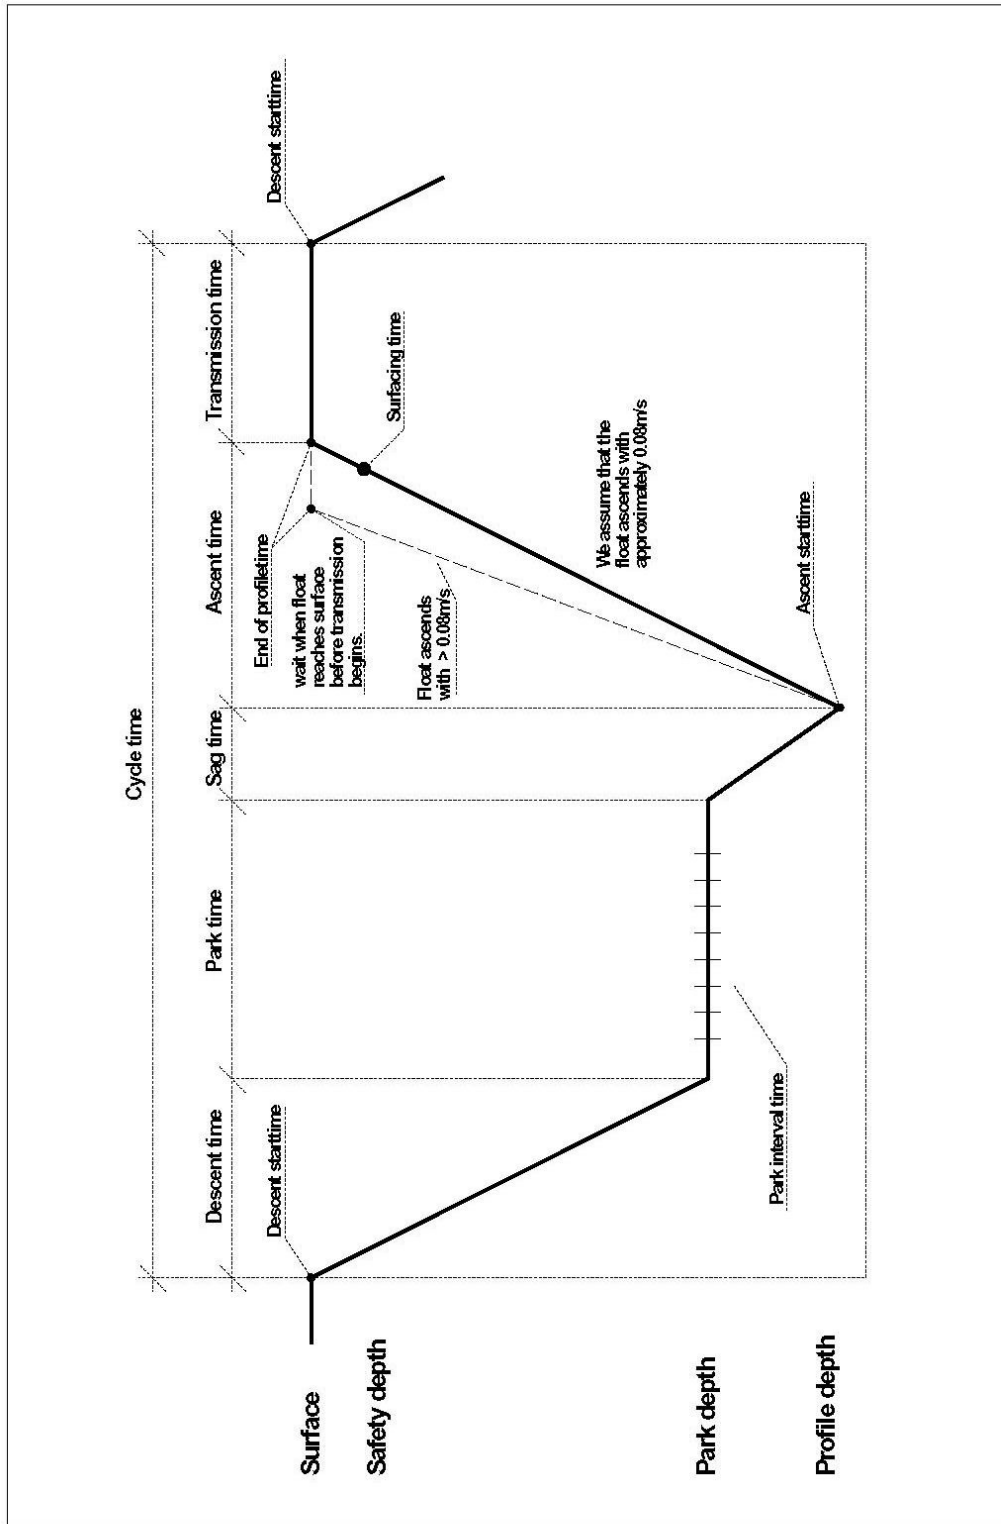 Cycle time
Descent time
Park time
Sag time
Ascent time
Transmission time
Descent starttime
End of profiletime
Descent starttime
wait when float
reaches surface
before transmission
begins.
Surfacing time
Float ascends
with > 0.08m/s
We assume that the
float ascends with
approximately 0.08m/s
Park interval time
Ascent starttime
Surface
Safety depth
Park depth
Profile depth